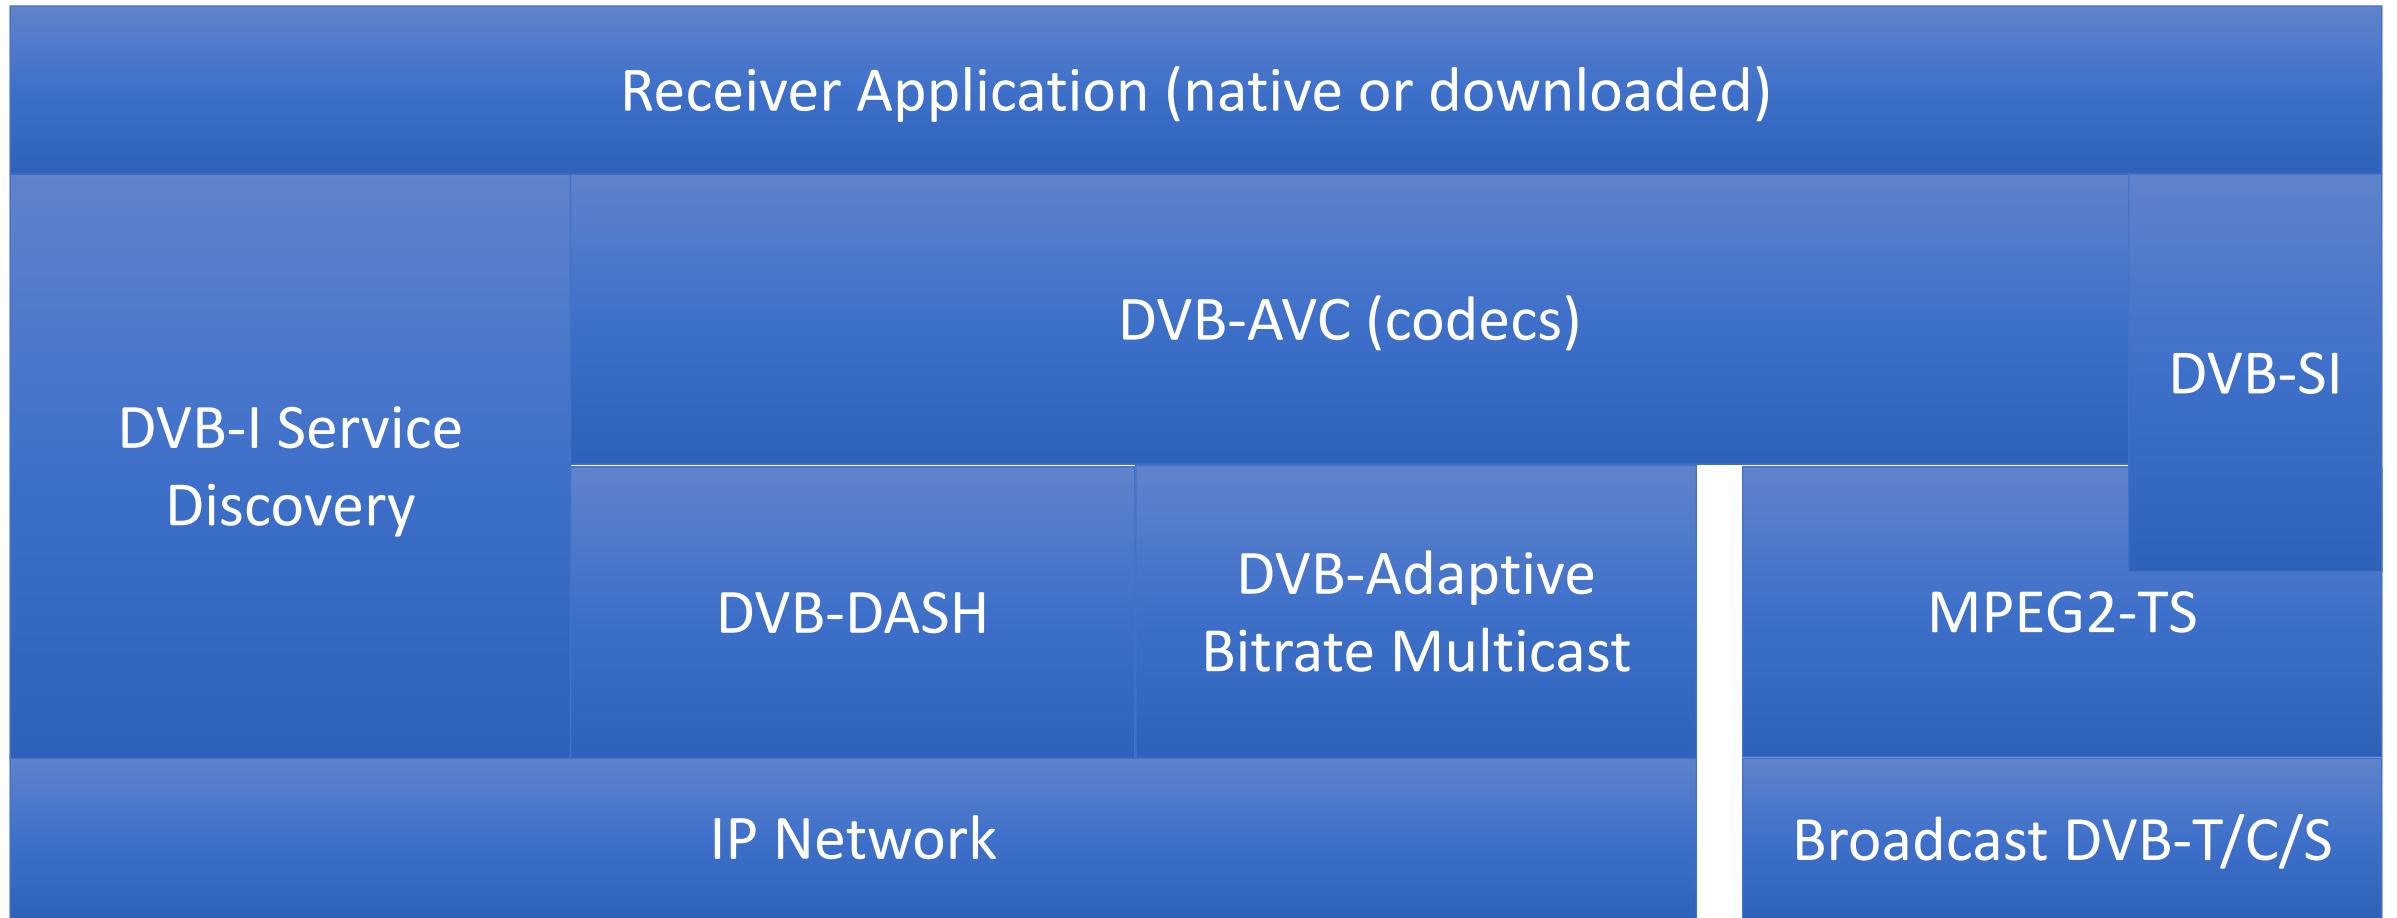 Receiver Application (native or downloaded)
DVB-AVC (codecs)
DVB-SI
DVB-I Service
Discovery
DVB-DASH
DVB-Adaptive
Bitrate Multicast
MPEG2-TS
IP Network
Broadcast DVB-T/C/S